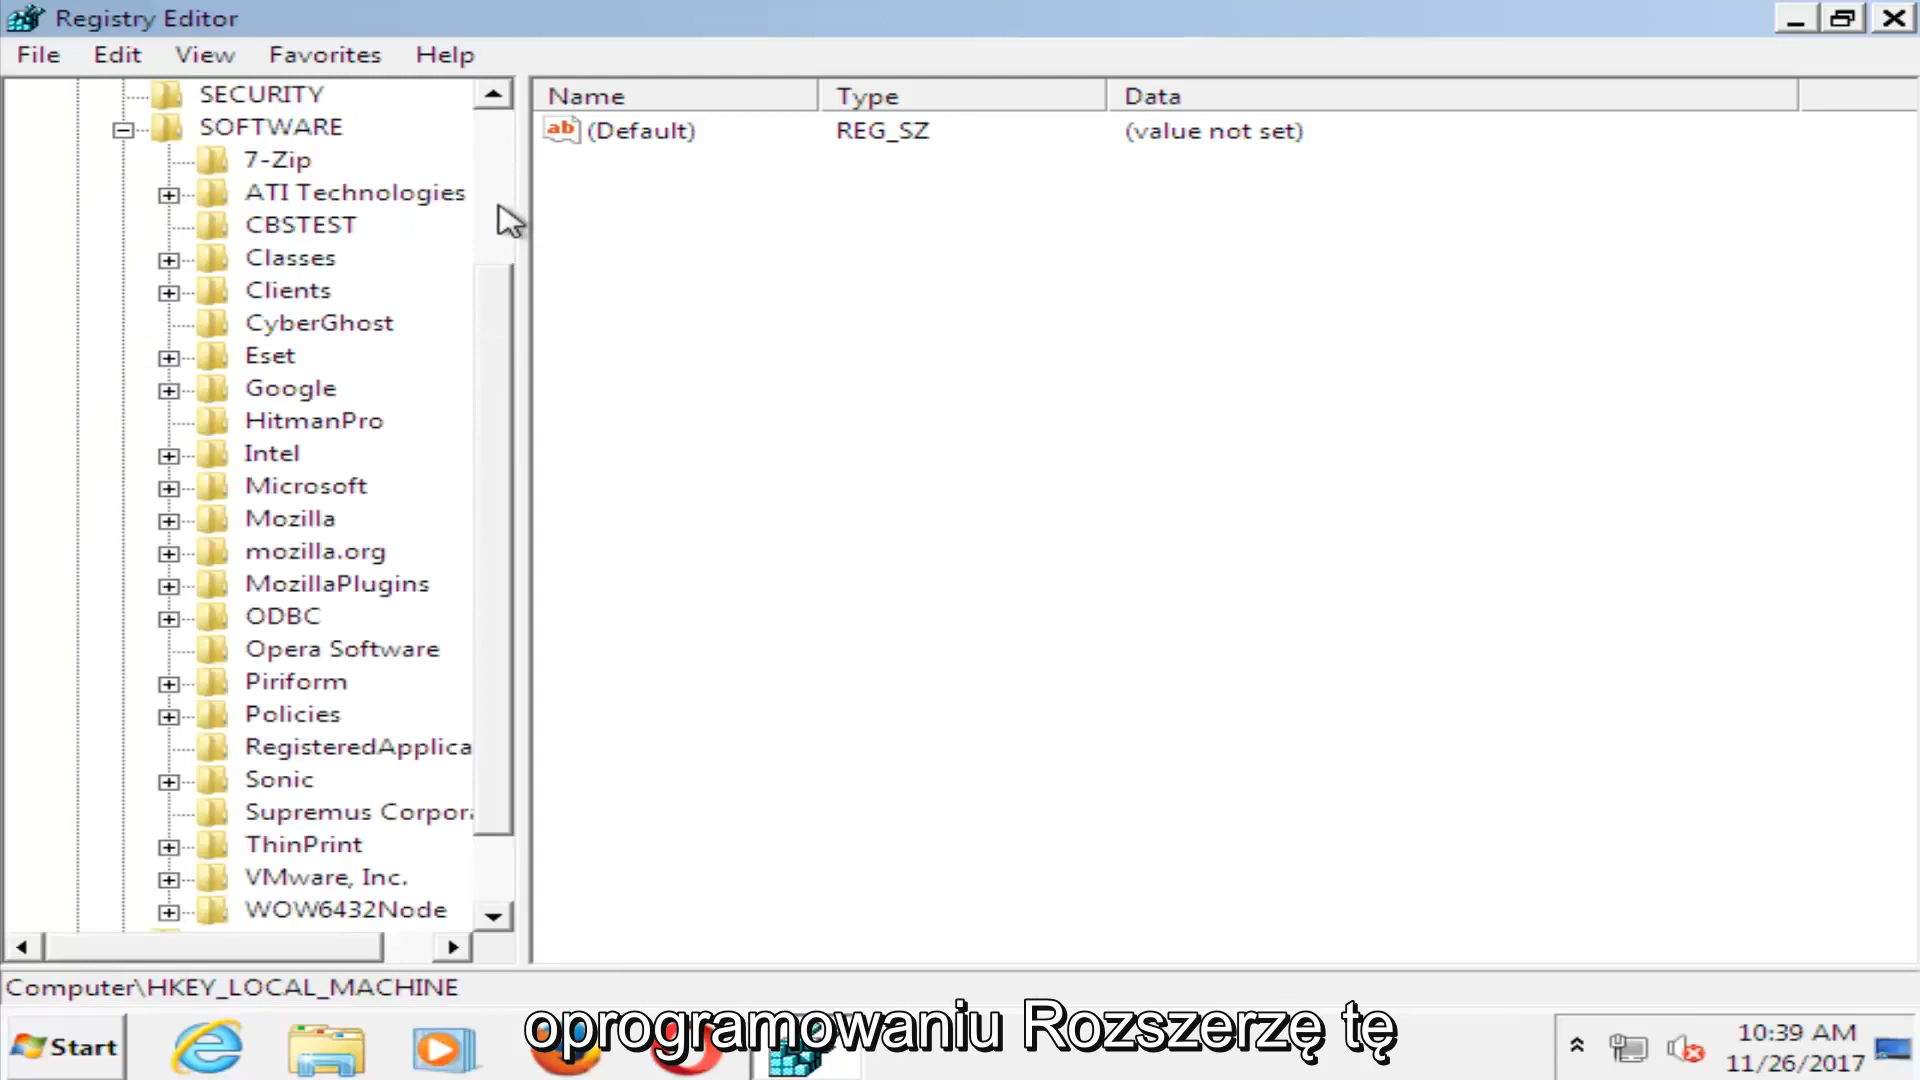 Registry Editor
File Edit View Favorites Help
SECURITY
SOFTWARE
7-Zip
ATI Technologies
CBSTEST
Classes
Clients
CyberGhost
Eset
Google
HitmanPro
Intel
Microsoft
Mozilla
mozilla.org
MozillaPlugins
ODBC
Opera Software
Piriform
Policies
RegisteredApplica
Sonic
Supremus Corpor
ThinPrint
VMware, Inc.
WOW6432Node
Name Type Data
ab (Default) REG_SZ (value not set)
Computer\HKEY_LOCAL_MACHINE
oprogramowaniu Rozszerzę tę
Start
10:39 AM
11/26/2017